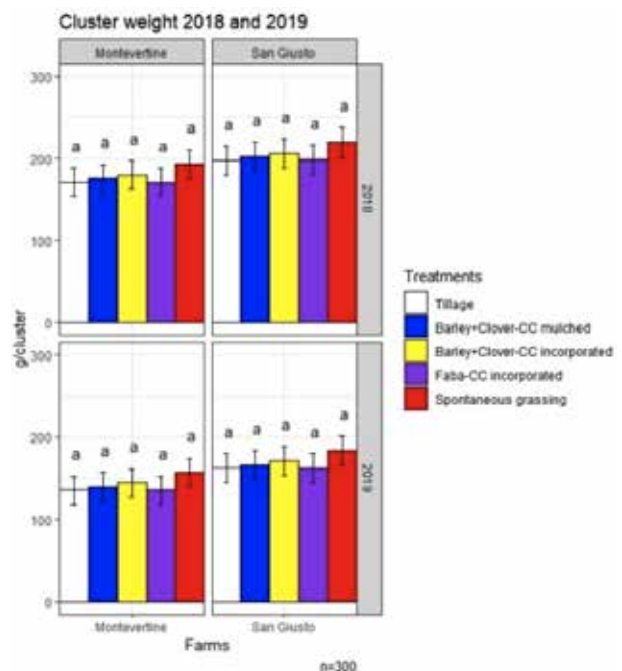 Cluster weight 2018 and 2019
Montevertine
San Giusto
300
200
100
0
a a a a a
a a a a a
2018
300
200
100
0
a a a a a
a a a a a
2019
g/cluster
Montevertine
San Giusto
Farms
n=300
Treatments
Tillage
Barley+Clover-CC mulched
Barley+Clover-CC incorporated
Faba-CC incorporated
Spontaneous grassing